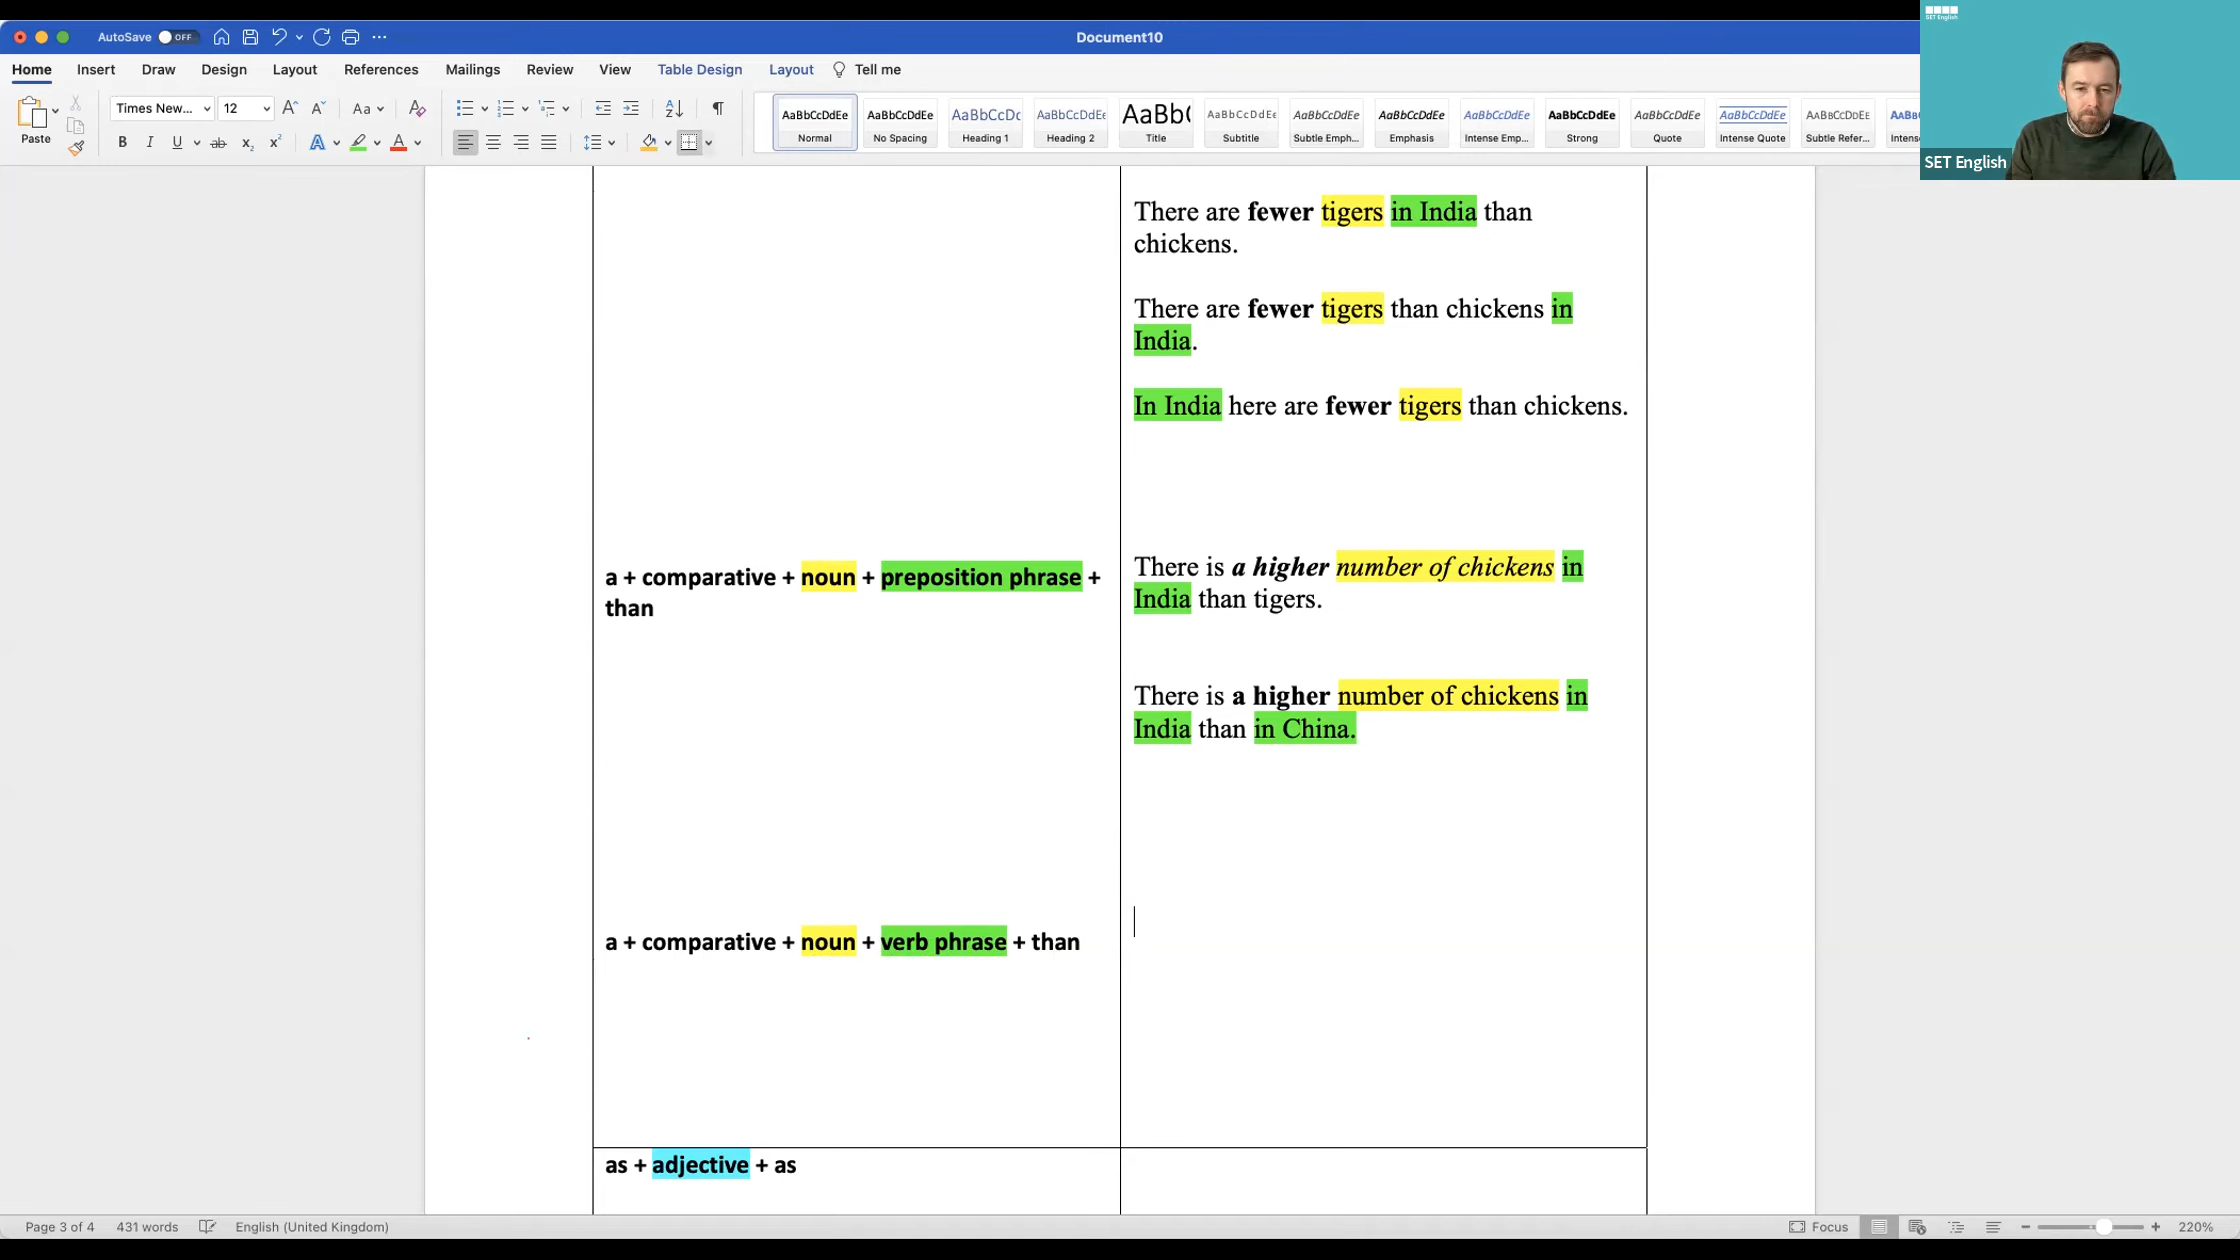 AutoSave OFF
Document10
Home Insert Draw Design Layout References Mailings Review View Table Design Layout Tell me
SET English
Paste
Times New... 12
Aa
AaBbCcDdEe AaBbCcDdEe AaBbCcDc AaBbCcDdEe AaBb( AaBbCcDdEe AaBbCcDdEe AaBbCcDdEe AaBbCcDdEe AaBbCcDdEe AaBbCcDdEe AaBbCcDdEe AaBbCcDdEe AaBb
Normal No Spacing Heading 1 Heading 2 Title Subtitle Subtle Emph... Emphasis Intense Emp... Strong Quote Intense Quote Subtle Refer... Intens
SET English
There are fewer tigers in India than
chickens.
There are fewer tigers than chickens in
India.
In India here are fewer tigers than chickens.
a + comparative + noun + preposition phrase +
than
There is a higher number of chickens in
India than tigers.
There is a higher number of chickens in
India than in China.
a + comparative + noun + verb phrase + than
as + adjective + as
Page 3 of 4 431 words English (United Kingdom) Focus 220%